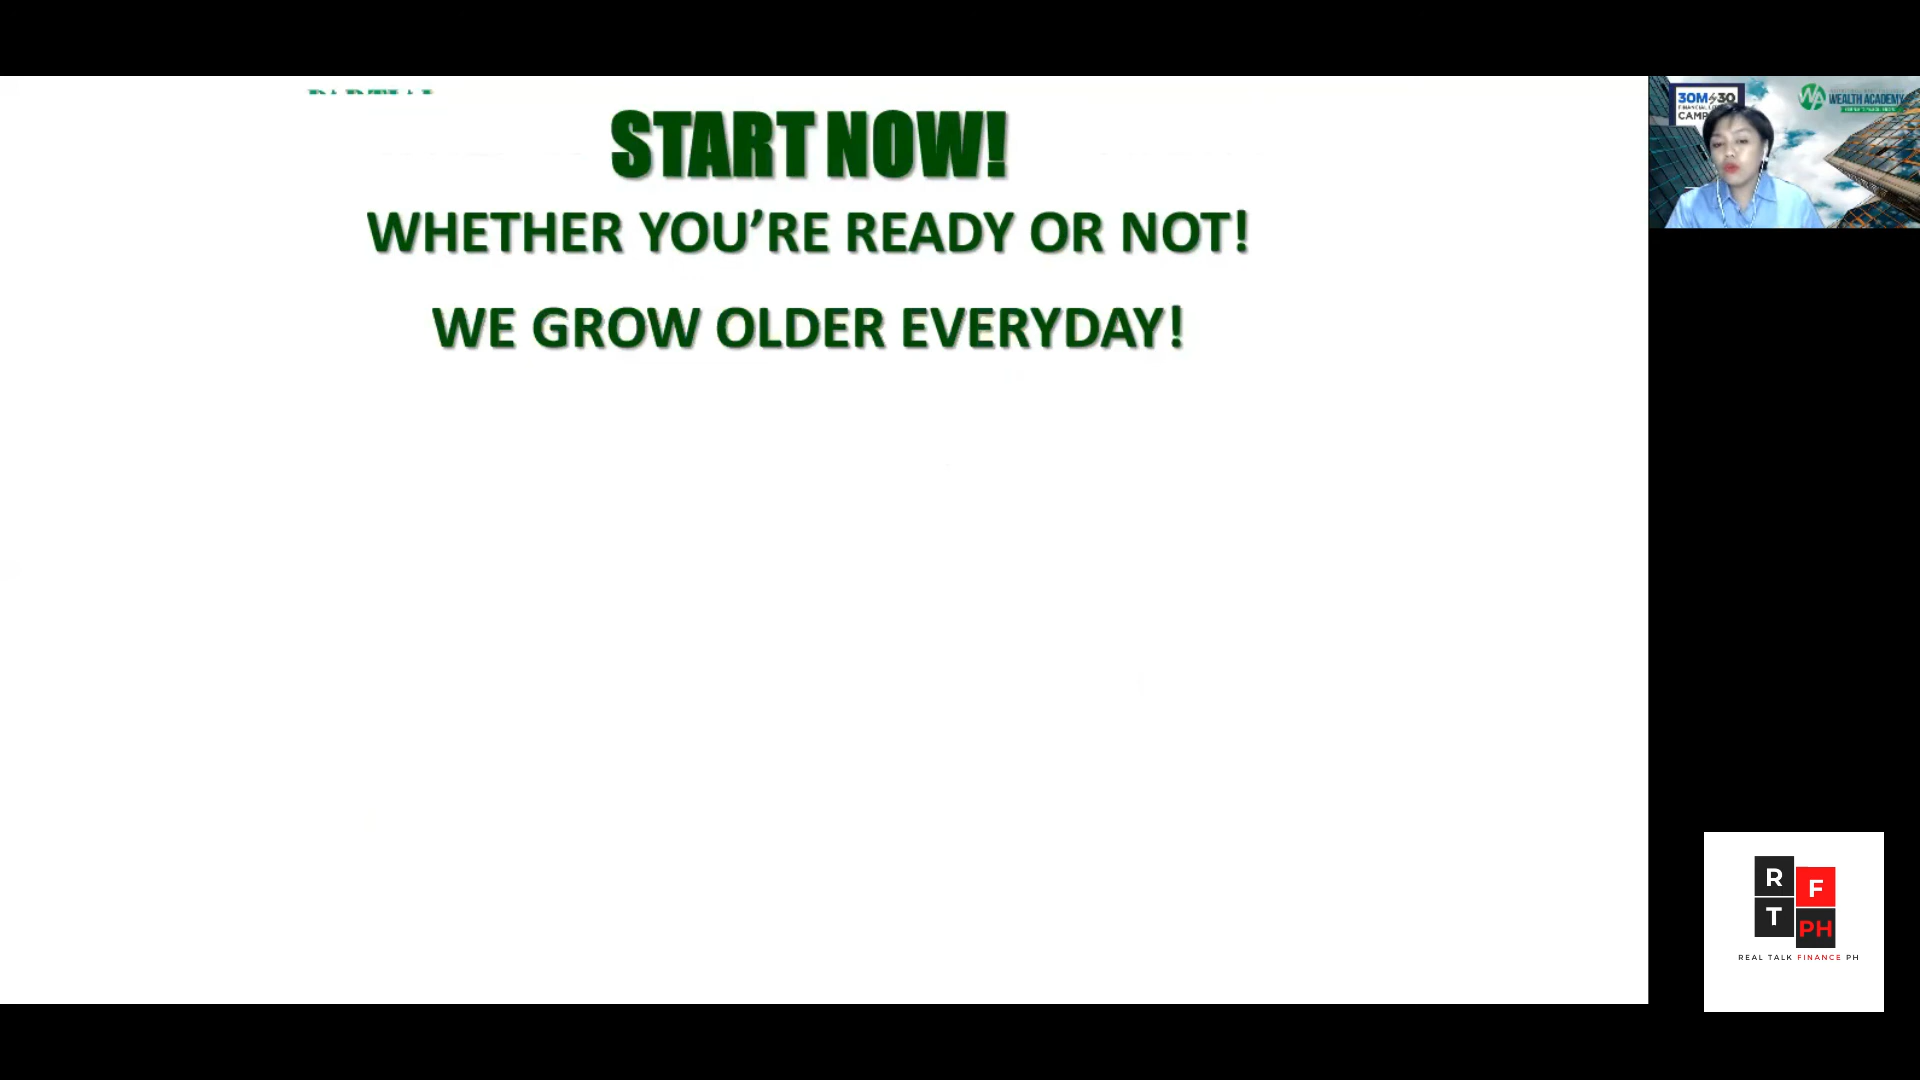 START NOW!
WHETHER YOU’RE READY OR NOT!
WE GROW OLDER EVERYDAY!
30M by 30
WEALTH ACADEMY
R
F
T
PH
REAL TALK FINANCE PH